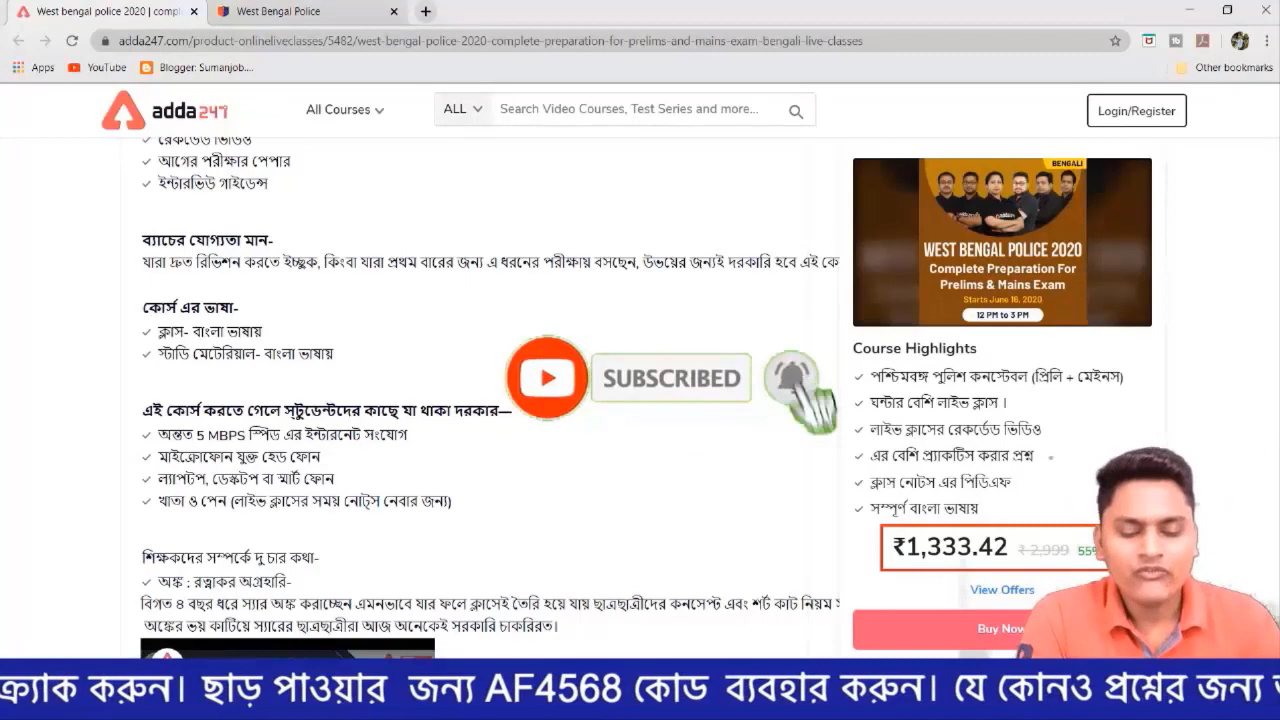 West bengal police 2020 | compl
West Bengal Police
adda247.com/product-onlineliveclasses/5482/west-bengal-police-2020-complete-preparation-for-prelims-and-mains-exam-bengali-live-classes
Apps
YouTube
Blogger: Sumanjob....
Other bookmarks
adda247
All Courses
ALL
Search Video Courses, Test Series and more...
Login/Register
রেকর্ডেড ভিডিও
আগের পরীক্ষার পেপার
ইন্টারভিউ গাইডেন্স
ব্যাচের যোগ্যতা মান-
যারা দ্রুত রিভিশন করতে ইচ্ছুক, কিংবা যারা প্রথম বারের জন্য এ ধরনের পরীক্ষায় বসছেন, উভয়ের জন্যই দরকারি হবে এই কো
কোর্স এর ভাষা-
ক্লাস- বাংলা ভাষায়
স্টাডি মেটেরিয়াল- বাংলা ভাষায়
এই কোর্স করতে গেলে স্টুডেন্টদের কাছে যা থাকা দরকার—
অন্তত 5 MBPS স্পিড এর ইন্টারনেট সংযোগ
মাইক্রোফোন যুক্ত হেড ফোন
ল্যাপটপ, ডেস্কটপ বা স্মার্ট ফোন
খাতা ও পেন (লাইভ ক্লাসের সময় নোট্স নেবার জন্য)
শিক্ষকদের সম্পর্কে দু চার কথা-
অঙ্ক : রত্নাকর অগ্রহারি-
বিগত ৪ বছর ধরে স্যার অঙ্ক করাচ্ছেন এমনভাবে যার ফলে ক্লাসেই তৈরি হয়ে যায় ছাত্রছাত্রীদের কনসেপ্ট এবং শর্ট কাট নিয়ম
অঙ্কের ভয় কাটিয়ে স্যারের ছাত্রছাত্রীরা আজ অনেকেই সরকারি চাকরিরত।
SUBSCRIBED
BENGALI
WEST BENGAL POLICE 2020
Complete Preparation For
Prelims & Mains Exam
Starts June 16, 2020
12 PM to 3 PM
Course Highlights
পশ্চিমবঙ্গ পুলিশ কনস্টেবল (প্রিলি + মেইনস)
ঘন্টার বেশি লাইভ ক্লাস ।
লাইভ ক্লাসের রেকর্ডেড ভিডিও
এর বেশি প্র্যাকটিস করার প্রশ্ন
ক্লাস নোটস এর পিডিএফ
সম্পূর্ণ বাংলা ভাষায়
₹1,333.42 ₹ 2,999 55%
View Offers
Buy Now
ক্র্যাক করুন। ছাড় পাওয়ার জন্য AF4568 কোড ব্যবহার করুন। যে কোনও প্রশ্নের জন্য